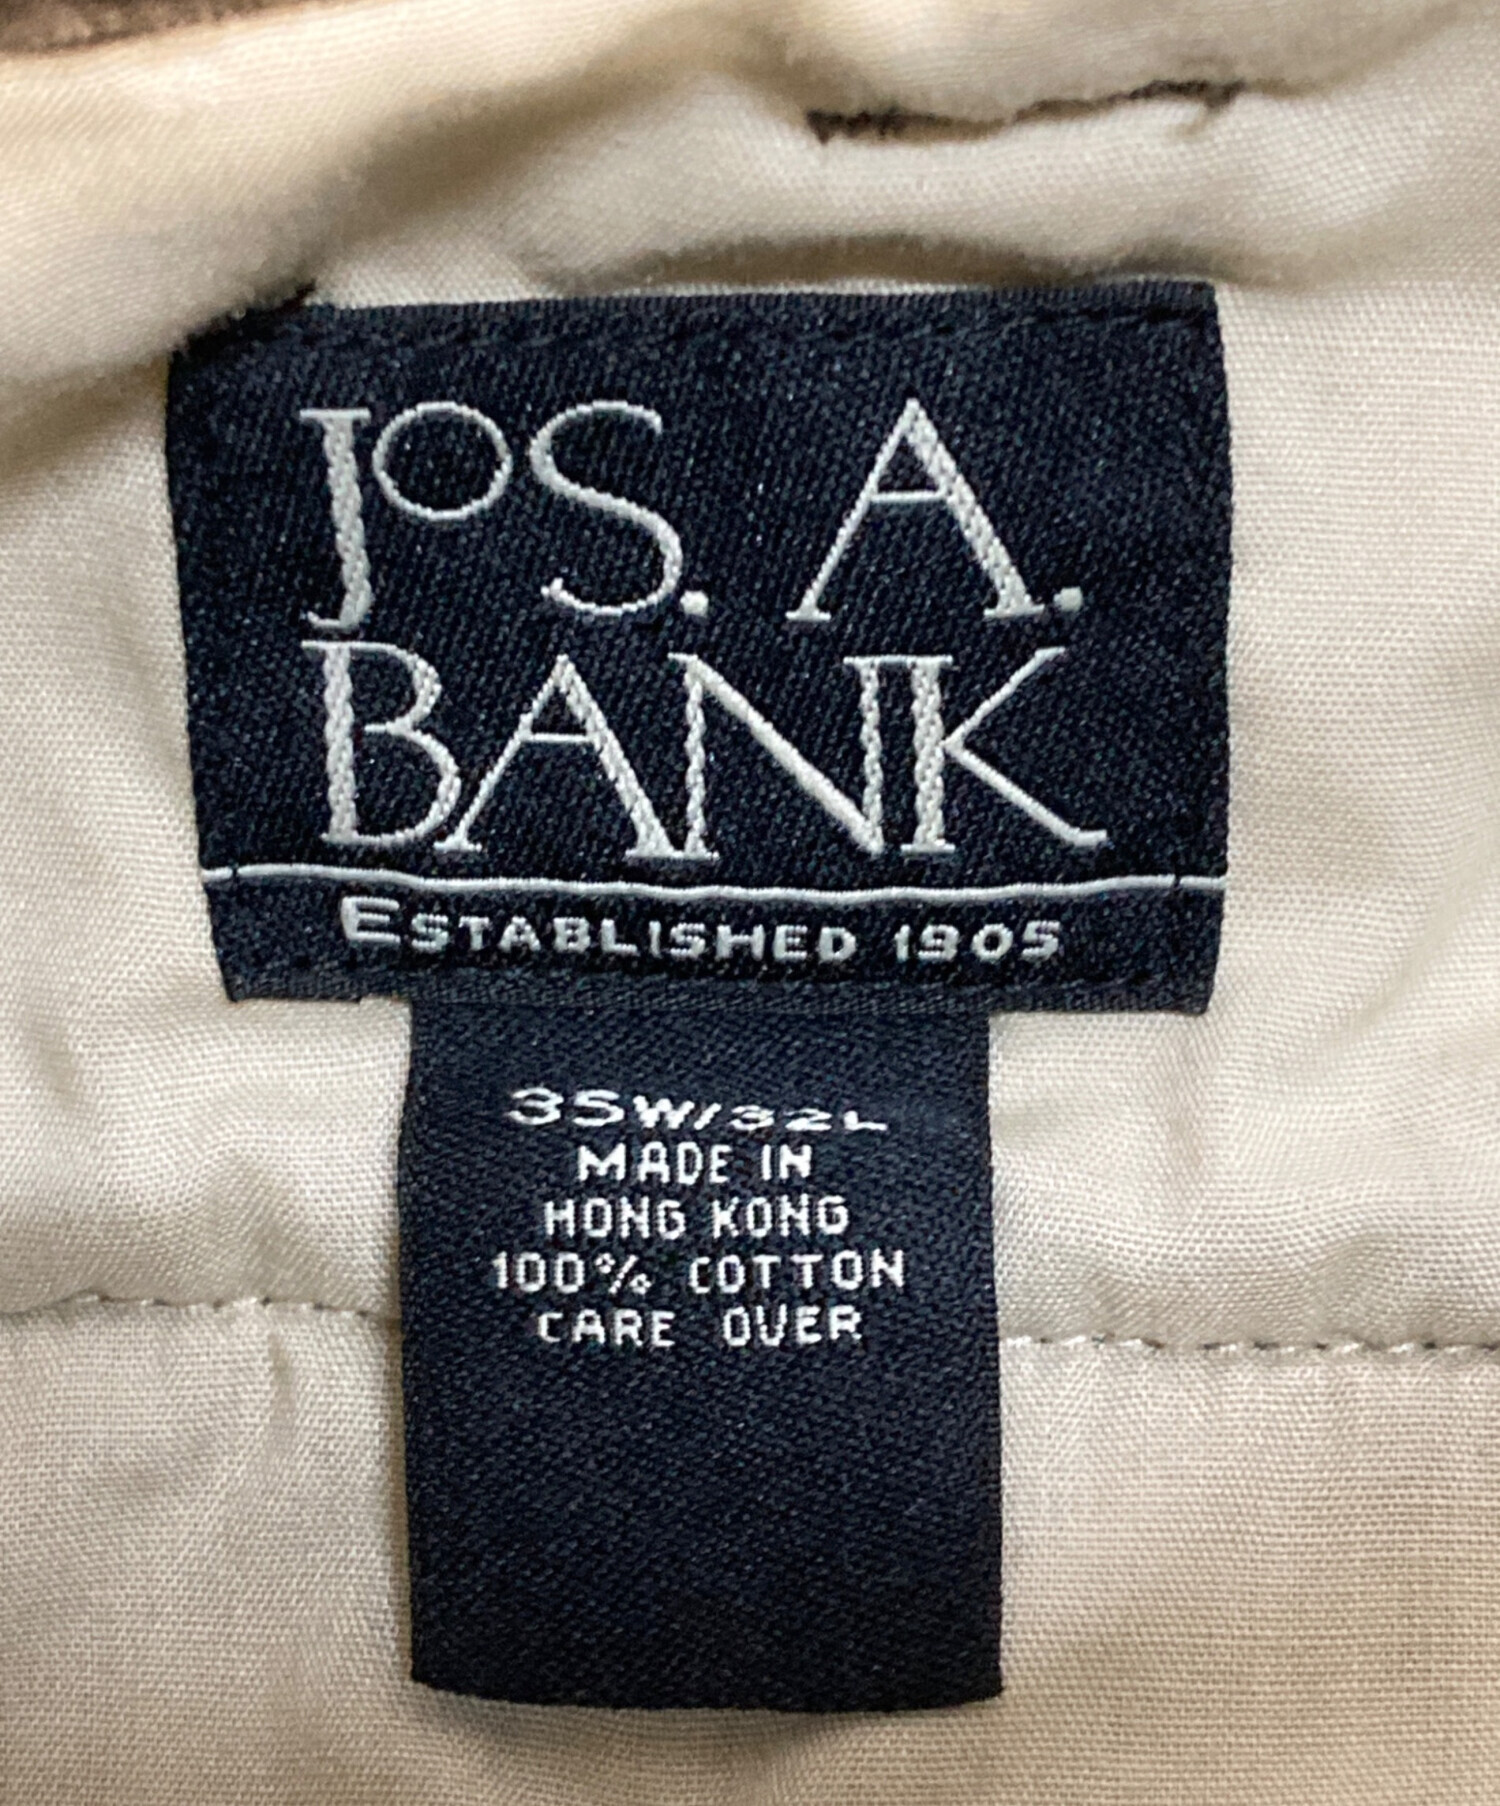 JoS. A.
BANK
ESTABLISHED 1905
35W/32L
MADE IN
HONG KONG
100% COTTON
CARE OVER